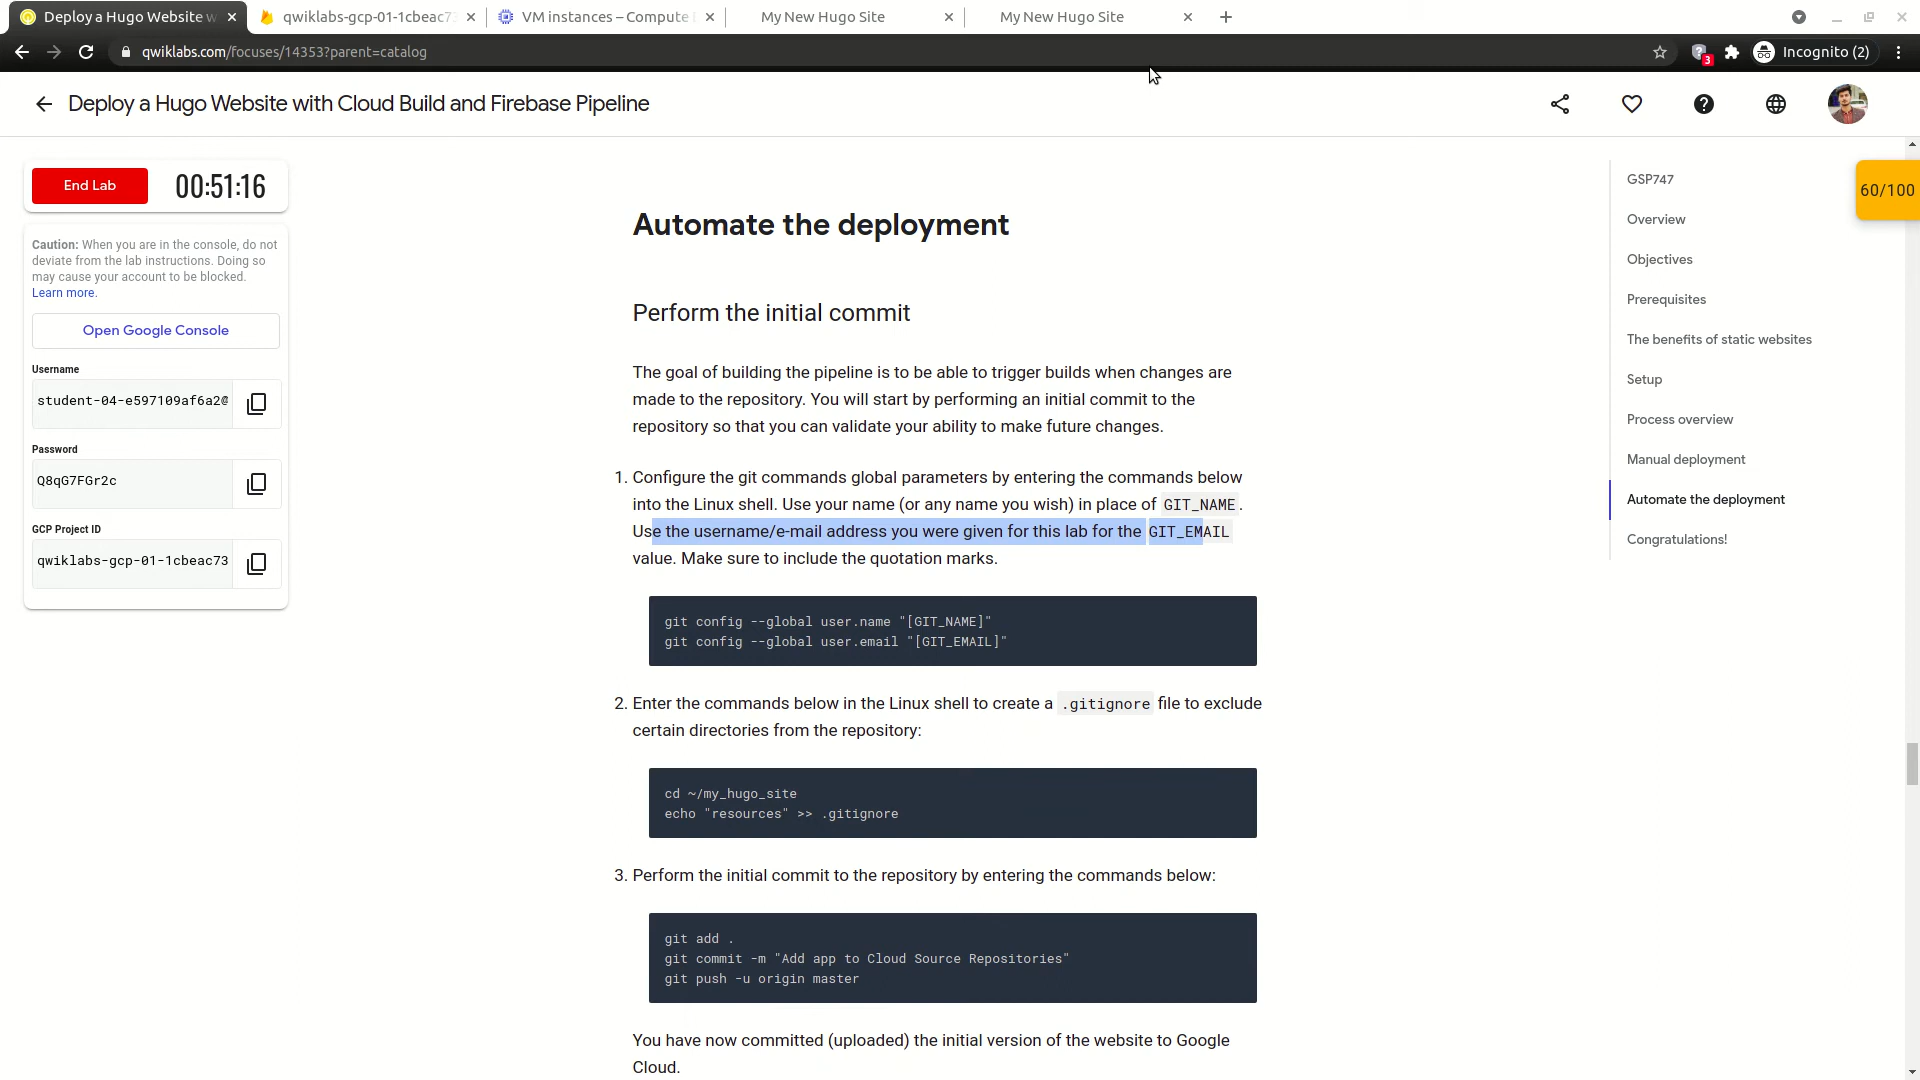 Deploy a Hugo Website w
qwiklabs-gcp-01-1cbeac73
VM instances – Compute
My New Hugo Site
My New Hugo Site
qwiklabs.com/focuses/14353?parent=catalog
3
Incognito (2)
Deploy a Hugo Website with Cloud Build and Firebase Pipeline
End Lab
00:51:16
Caution: When you are in the console, do not
deviate from the lab instructions. Doing so
may cause your account to be blocked.
Learn more.
Open Google Console
Username
student-04-e597109af6a2@
Password
Q8qG7FGr2c
GCP Project ID
qwiklabs-gcp-01-1cbeac73
Automate the deployment
Perform the initial commit
The goal of building the pipeline is to be able to trigger builds when changes are
made to the repository. You will start by performing an initial commit to the
repository so that you can validate your ability to make future changes.
1. Configure the git commands global parameters by entering the commands below
into the Linux shell. Use your name (or any name you wish) in place of GIT_NAME.
Use the username/e-mail address you were given for this lab for the GIT_EMAIL
value. Make sure to include the quotation marks.
git config --global user.name "[GIT_NAME]"
git config --global user.email "[GIT_EMAIL]"
2. Enter the commands below in the Linux shell to create a .gitignore file to exclude
certain directories from the repository:
cd ~/my_hugo_site
echo "resources" >> .gitignore
3. Perform the initial commit to the repository by entering the commands below:
git add .
git commit -m "Add app to Cloud Source Repositories"
git push -u origin master
You have now committed (uploaded) the initial version of the website to Google
Cloud.
GSP747
Overview
Objectives
Prerequisites
The benefits of static websites
Setup
Process overview
Manual deployment
Automate the deployment
Congratulations!
60/100